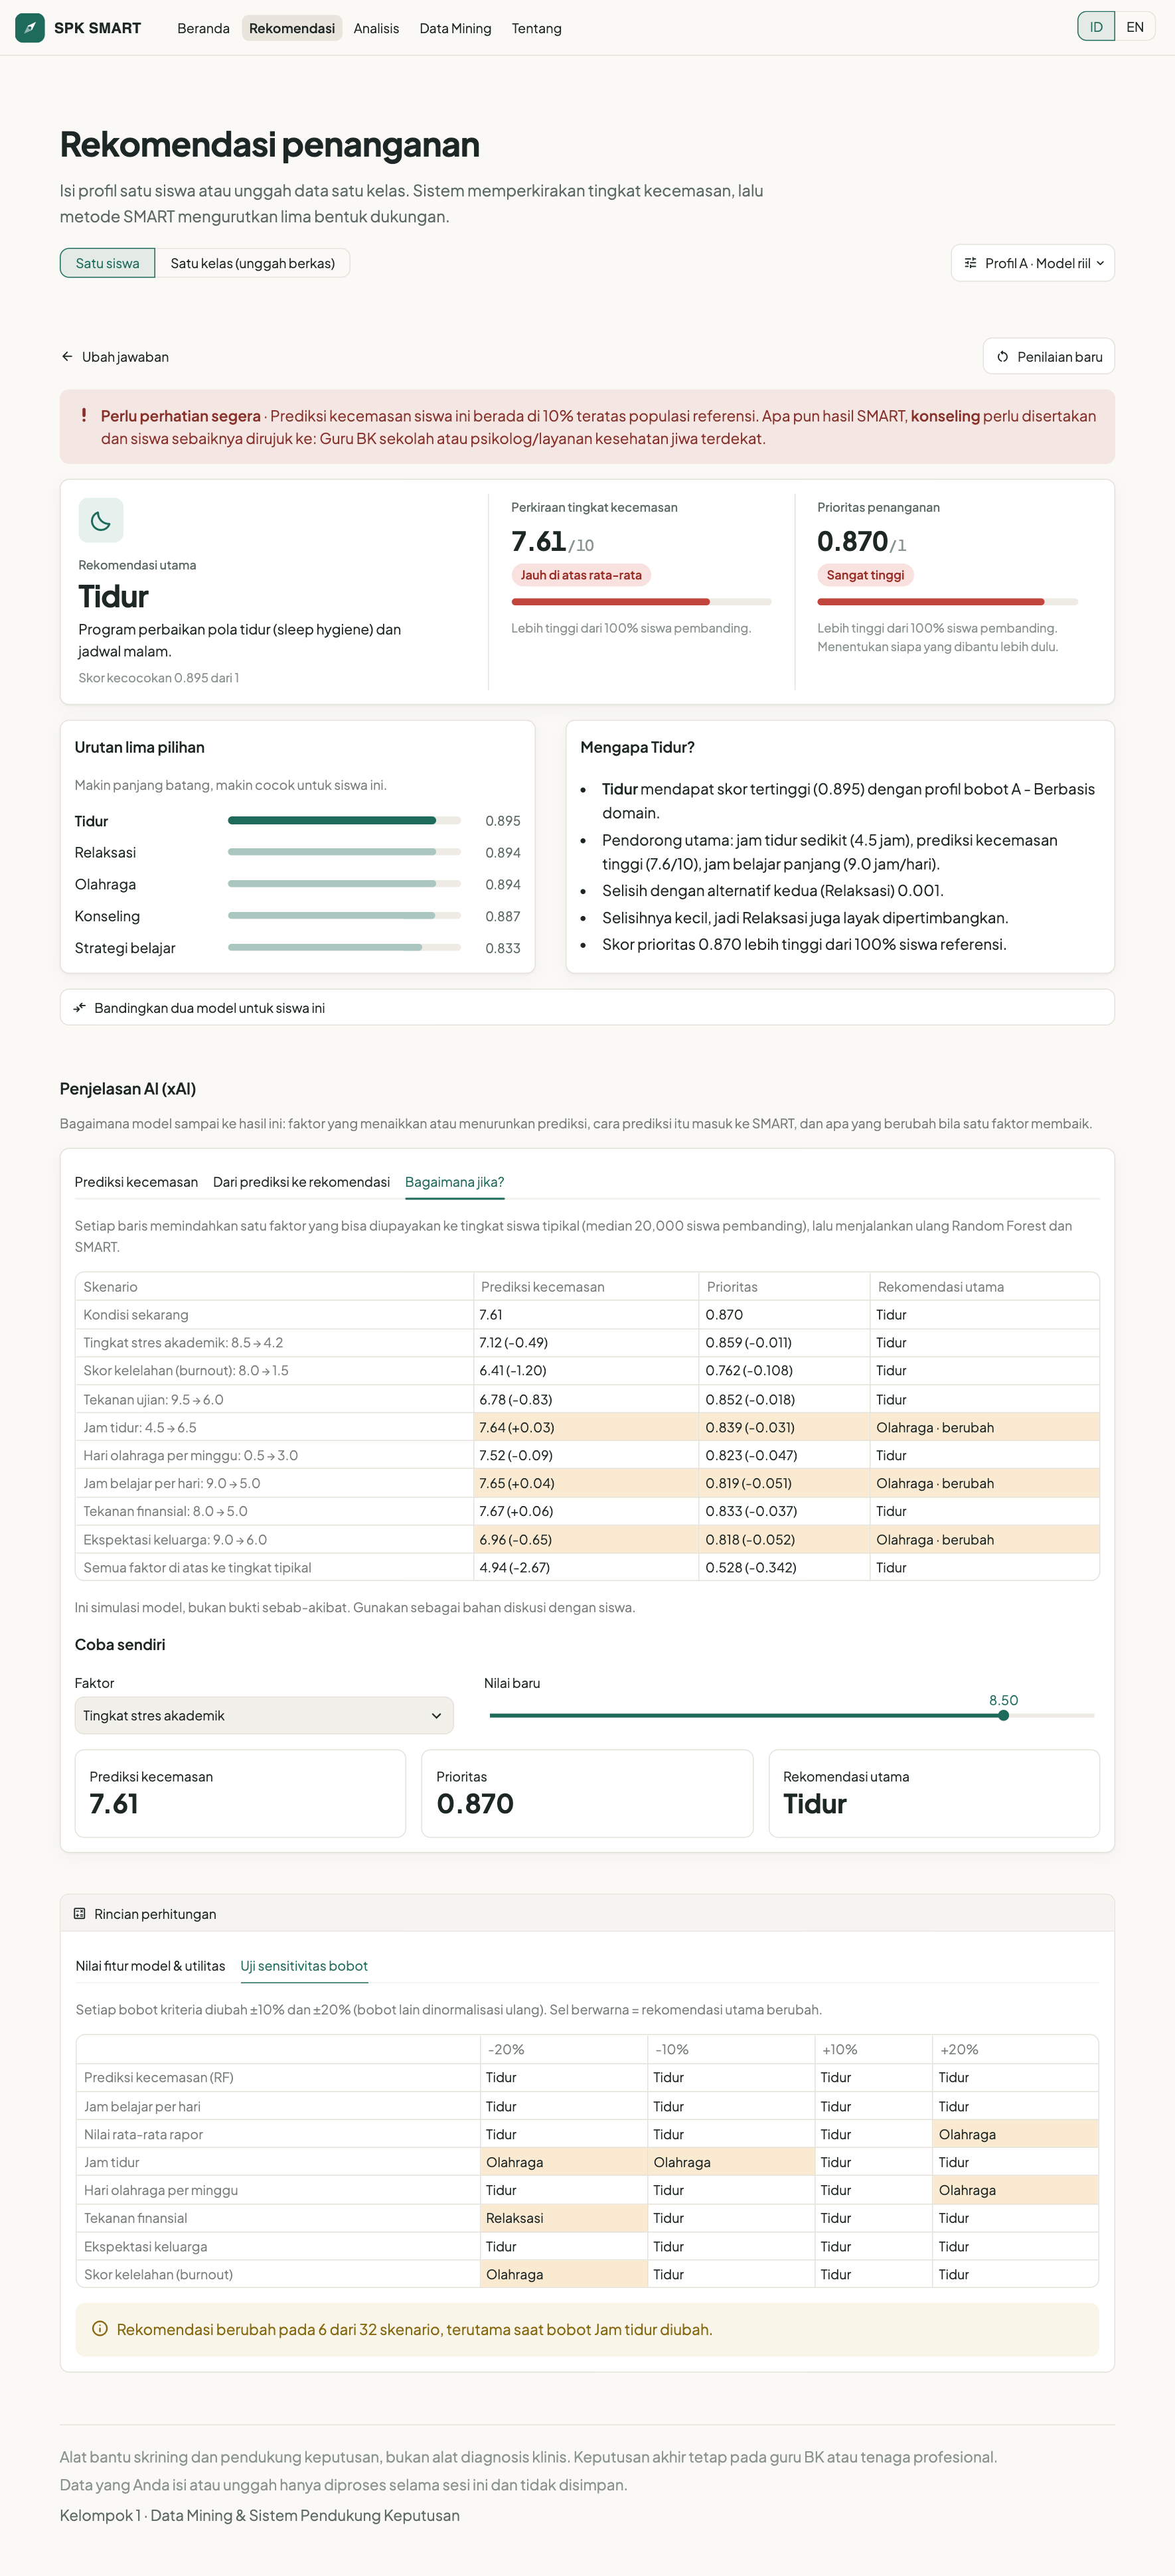 SPK SMART
Beranda
Rekomendasi
Analisis
Data Mining
Tentang
ID
EN
Rekomendasi penanganan
Isi profil satu siswa atau unggah data satu kelas. Sistem memperkirakan tingkat kecemasan, lalu
metode SMART mengurutkan lima bentuk dukungan.
Satu siswa
Satu kelas (unggah berkas)
Profil A · Model riil
Ubah jawaban
Penilaian baru
Perlu perhatian segera · Prediksi kecemasan siswa ini berada di 10% teratas populasi referensi. Apa pun hasil SMART, konseling perlu disertakan
dan siswa sebaiknya dirujuk ke: Guru BK sekolah atau psikolog/layanan kesehatan jiwa terdekat.
Rekomendasi utama
Tidur
Program perbaikan pola tidur (sleep hygiene) dan
jadwal malam.
Skor kecocokan 0.895 dari 1
Perkiraan tingkat kecemasan
7.61/10
Jauh di atas rata-rata
Lebih tinggi dari 100% siswa pembanding.
Prioritas penanganan
0.870/1
Sangat tinggi
Lebih tinggi dari 100% siswa pembanding.
Menentukan siapa yang dibantu lebih dulu.
Urutan lima pilihan
Makin panjang batang, makin cocok untuk siswa ini.
Tidur 0.895
Relaksasi 0.894
Olahraga 0.894
Konseling 0.887
Strategi belajar 0.833
Mengapa Tidur?
• Tidur mendapat skor tertinggi (0.895) dengan profil bobot A - Berbasis
domain.
• Pendorong utama: jam tidur sedikit (4.5 jam), prediksi kecemasan
tinggi (7.6/10), jam belajar panjang (9.0 jam/hari).
• Selisih dengan alternatif kedua (Relaksasi) 0.001.
• Selisihnya kecil, jadi Relaksasi juga layak dipertimbangkan.
• Skor prioritas 0.870 lebih tinggi dari 100% siswa referensi.
Bandingkan dua model untuk siswa ini
Penjelasan AI (xAI)
Bagaimana model sampai ke hasil ini: faktor yang menaikkan atau menurunkan prediksi, cara prediksi itu masuk ke SMART, dan apa yang berubah bila satu faktor membaik.
Prediksi kecemasan
Dari prediksi ke rekomendasi
Bagaimana jika?
Setiap baris memindahkan satu faktor yang bisa diupayakan ke tingkat siswa tipikal (median 20,000 siswa pembanding), lalu menjalankan ulang Random Forest dan
SMART.
Skenario Prediksi kecemasan Prioritas Rekomendasi utama
Kondisi sekarang 7.61 0.870 Tidur
Tingkat stres akademik: 8.5 → 4.2 7.12 (-0.49) 0.859 (-0.011) Tidur
Skor kelelahan (burnout): 8.0 → 1.5 6.41 (-1.20) 0.762 (-0.108) Tidur
Tekanan ujian: 9.5 → 6.0 6.78 (-0.83) 0.852 (-0.018) Tidur
Jam tidur: 4.5 → 6.5 7.64 (+0.03) 0.839 (-0.031) Olahraga · berubah
Hari olahraga per minggu: 0.5 → 3.0 7.52 (-0.09) 0.823 (-0.047) Tidur
Jam belajar per hari: 9.0 → 5.0 7.65 (+0.04) 0.819 (-0.051) Olahraga · berubah
Tekanan finansial: 8.0 → 5.0 7.67 (+0.06) 0.833 (-0.037) Tidur
Ekspektasi keluarga: 9.0 → 6.0 6.96 (-0.65) 0.818 (-0.052) Olahraga · berubah
Semua faktor di atas ke tingkat tipikal 4.94 (-2.67) 0.528 (-0.342) Tidur
Ini simulasi model, bukan bukti sebab-akibat. Gunakan sebagai bahan diskusi dengan siswa.
Coba sendiri
Faktor
Tingkat stres akademik
Nilai baru
8.50
Prediksi kecemasan
7.61
Prioritas
0.870
Rekomendasi utama
Tidur
Rincian perhitungan
Nilai fitur model & utilitas
Uji sensitivitas bobot
Setiap bobot kriteria diubah ±10% dan ±20% (bobot lain dinormalisasi ulang). Sel berwarna = rekomendasi utama berubah.
-20% -10% +10% +20%
Prediksi kecemasan (RF) Tidur Tidur Tidur Tidur
Jam belajar per hari Tidur Tidur Tidur Tidur
Nilai rata-rata rapor Tidur Tidur Tidur Olahraga
Jam tidur Olahraga Olahraga Tidur Tidur
Hari olahraga per minggu Tidur Tidur Tidur Olahraga
Tekanan finansial Relaksasi Tidur Tidur Tidur
Ekspektasi keluarga Tidur Tidur Tidur Tidur
Skor kelelahan (burnout) Olahraga Tidur Tidur Tidur
Rekomendasi berubah pada 6 dari 32 skenario, terutama saat bobot Jam tidur diubah.
Alat bantu skrining dan pendukung keputusan, bukan alat diagnosis klinis. Keputusan akhir tetap pada guru BK atau tenaga profesional.
Data yang Anda isi atau unggah hanya diproses selama sesi ini dan tidak disimpan.
Kelompok 1 · Data Mining & Sistem Pendukung Keputusan